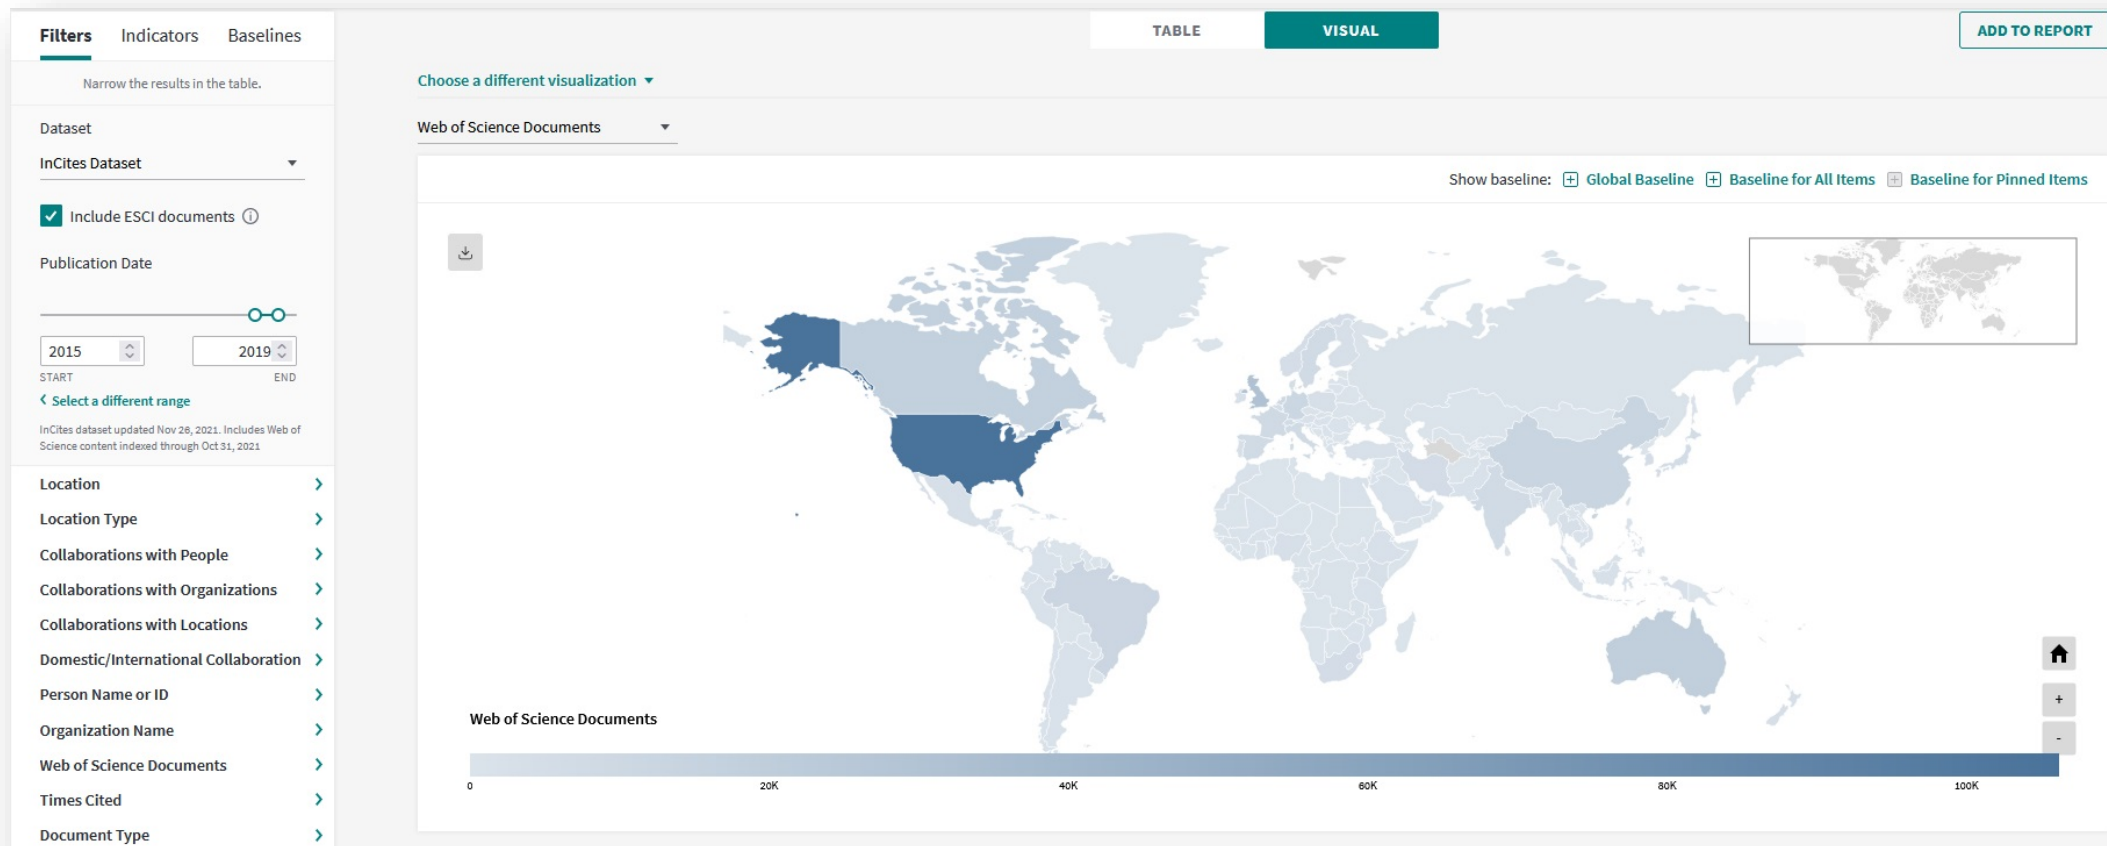 Filters Indicators Baselines
Narrow the results in the table.
Dataset
InCites Dataset
Include ESCI documents
Publication Date
2015 2019
START END
Select a different range
InCites dataset updated Nov 26, 2021. Includes Web of
Science content indexed through Oct 31, 2021
Location
Location Type
Collaborations with People
Collaborations with Organizations
Collaborations with Locations
Domestic/International Collaboration
Person Name or ID
Organization Name
Web of Science Documents
Times Cited
Document Type
TABLE VISUAL
ADD TO REPORT
Choose a different visualization
Web of Science Documents
Show baseline: Global Baseline Baseline for All Items Baseline for Pinned Items
+
-
Web of Science Documents
0 20K 40K 60K 80K 100K